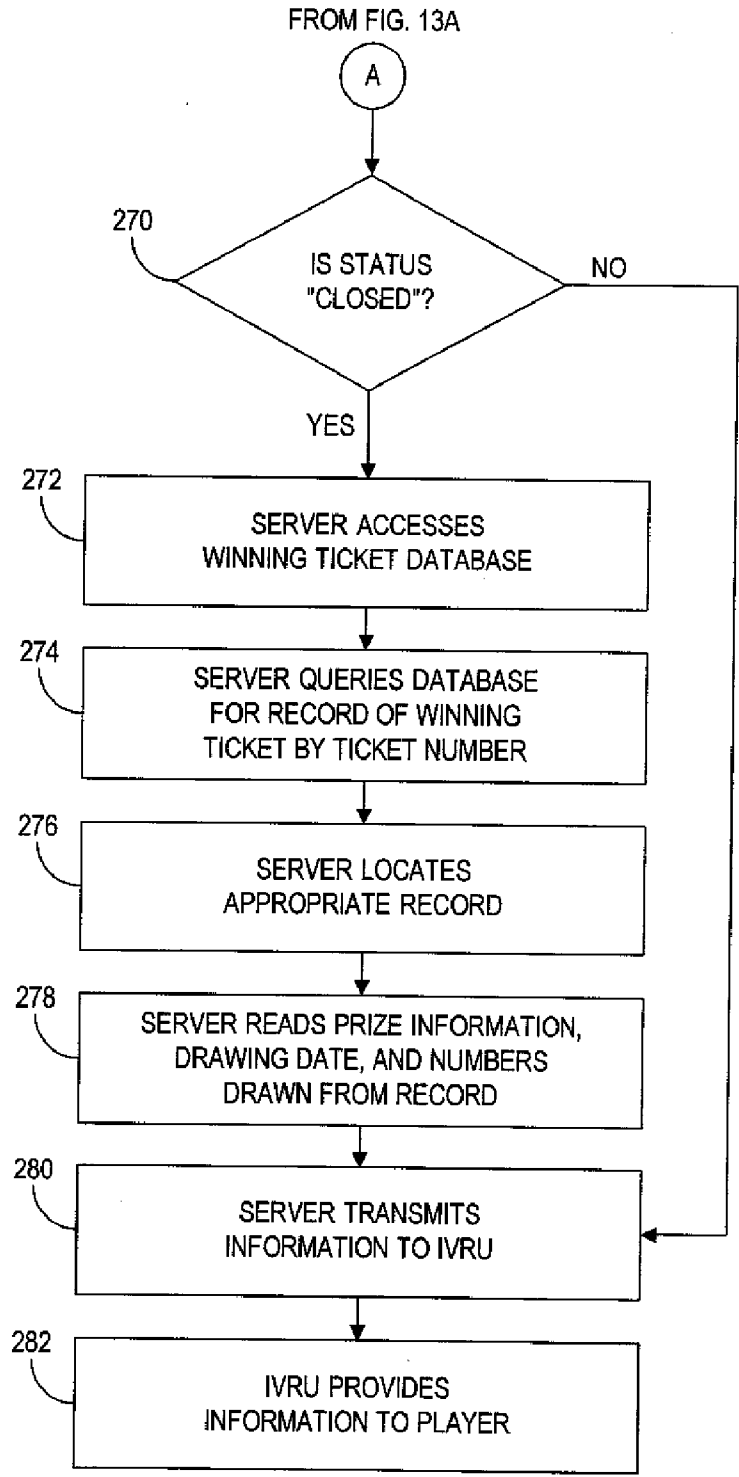 FROM FIG. 13A
A
270
IS STATUS
"CLOSED"?
NO
YES
272
SERVER ACCESSES
WINNING TICKET DATABASE
274
SERVER QUERIES DATABASE
FOR RECORD OF WINNING
TICKET BY TICKET NUMBER
276
SERVER LOCATES
APPROPRIATE RECORD
278
SERVER READS PRIZE INFORMATION,
DRAWING DATE, AND NUMBERS
DRAWN FROM RECORD
280
SERVER TRANSMITS
INFORMATION TO IVRU
282
IVRU PROVIDES
INFORMATION TO PLAYER